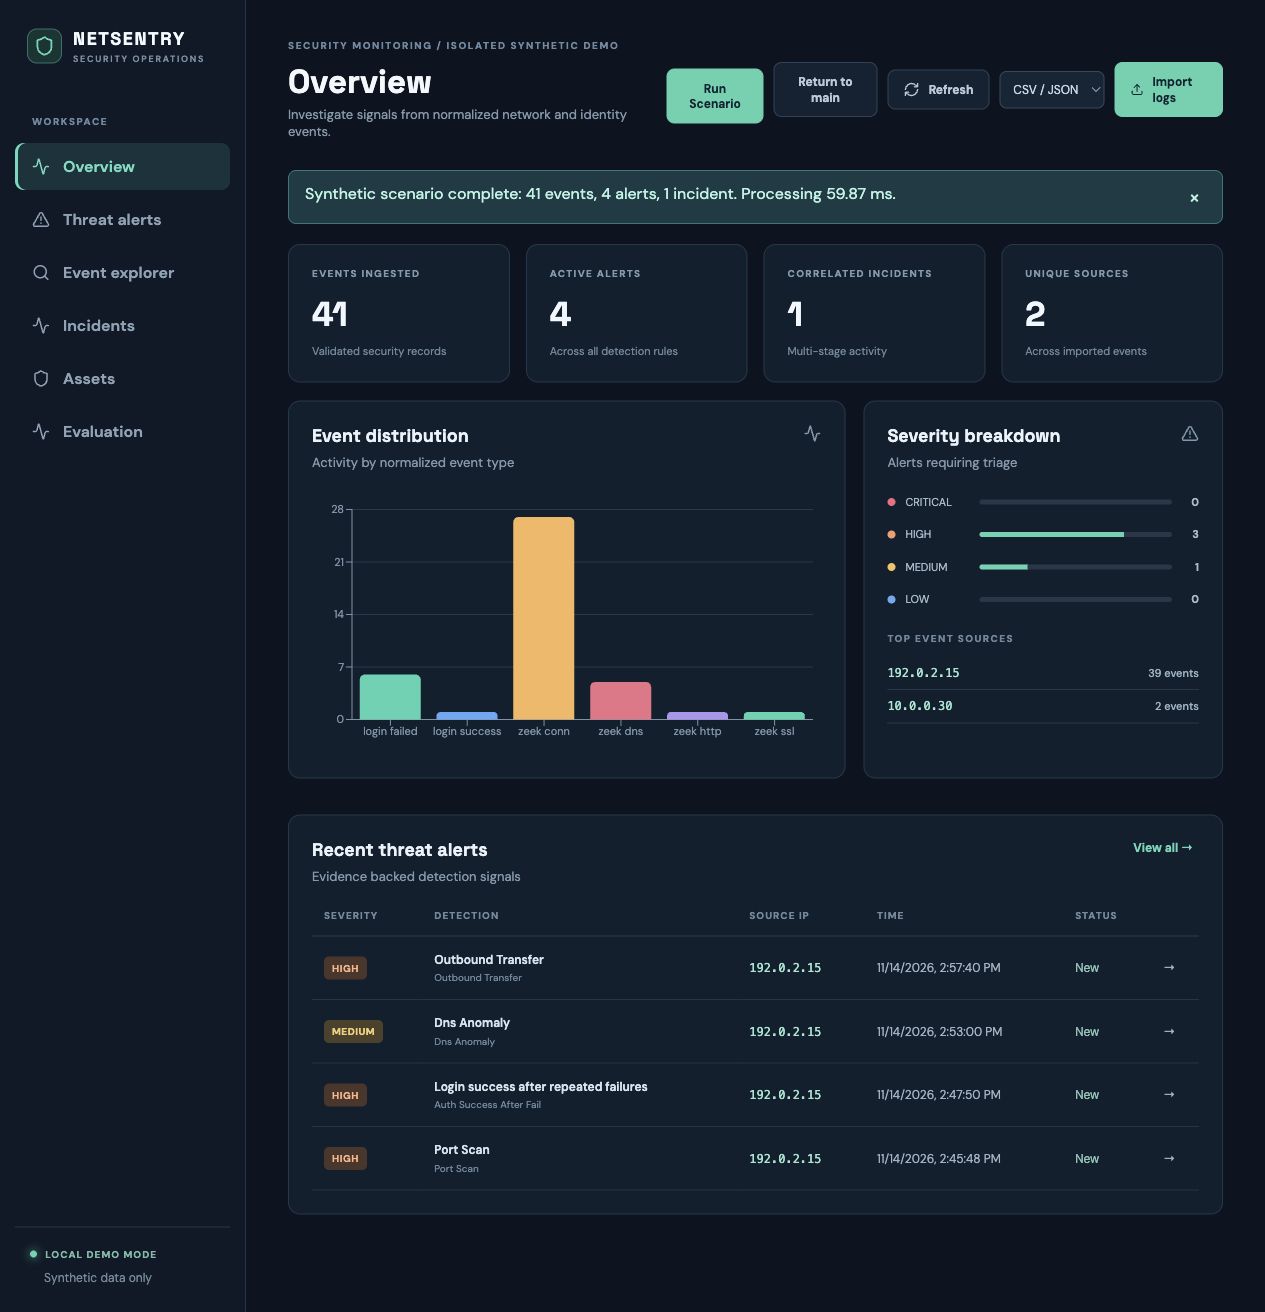 NETSENTRY
SECURITY OPERATIONS
WORKSPACE
Overview
Threat alerts
Event explorer
Incidents
Assets
Evaluation
LOCAL DEMO MODE
Synthetic data only
SECURITY MONITORING / ISOLATED SYNTHETIC DEMO
Overview
Investigate signals from normalized network and identity
events.
Run
Scenario
Return to
main
Refresh
CSV / JSON
Import
logs
Synthetic scenario complete: 41 events, 4 alerts, 1 incident. Processing 59.87 ms.
×
EVENTS INGESTED
41
Validated security records
ACTIVE ALERTS
4
Across all detection rules
CORRELATED INCIDENTS
1
Multi-stage activity
UNIQUE SOURCES
2
Across imported events
Event distribution
Activity by normalized event type
28
21
14
7
0
login failed login success zeek conn zeek dns zeek http zeek ssl
Severity breakdown
Alerts requiring triage
CRITICAL 0
HIGH 3
MEDIUM 1
LOW 0
TOP EVENT SOURCES
192.0.2.15 39 events
10.0.0.30 2 events
Recent threat alerts
View all →
Evidence backed detection signals
SEVERITY DETECTION SOURCE IP TIME STATUS
HIGH Outbound Transfer 192.0.2.15 11/14/2026, 2:57:40 PM New →
Outbound Transfer
MEDIUM Dns Anomaly 192.0.2.15 11/14/2026, 2:53:00 PM New →
Dns Anomaly
HIGH Login success after repeated failures 192.0.2.15 11/14/2026, 2:47:50 PM New →
Auth Success After Fail
HIGH Port Scan 192.0.2.15 11/14/2026, 2:45:48 PM New →
Port Scan